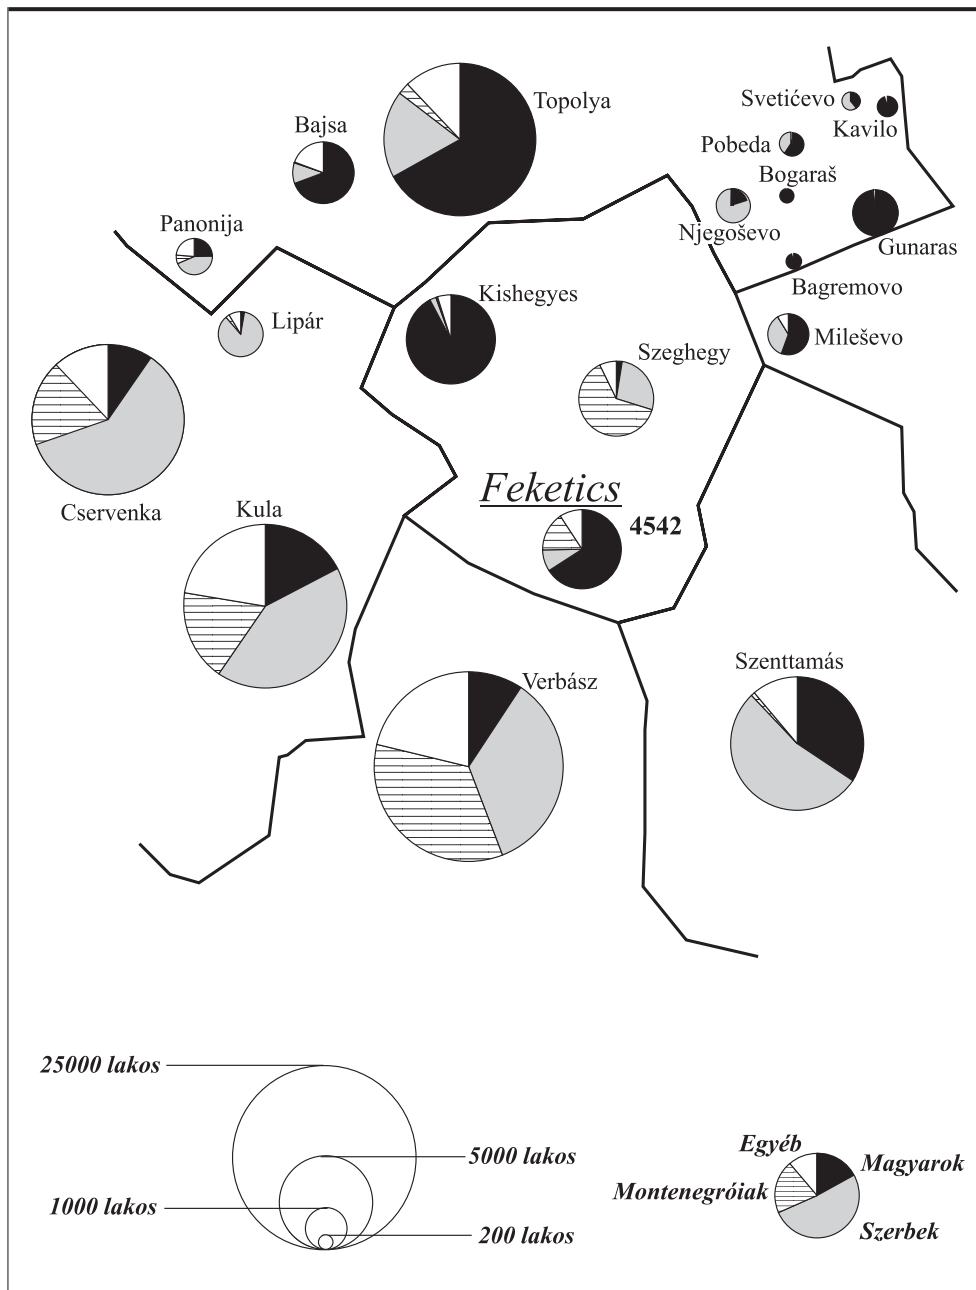 Svetićevo
Topolya
Kavilo
Bajsa
Pobeda
Bogaraš
Panonija
Njegoševo
Gunaras
Bagremovo
Kishegyes
Lipár
Mileševo
Szeghegy
Feketics
4542
Cservenka
Kula
Szenttamás
Verbász
25000 lakos
5000 lakos
1000 lakos
200 lakos
Egyéb
Magyarok
Montenegróiak
Szerbek